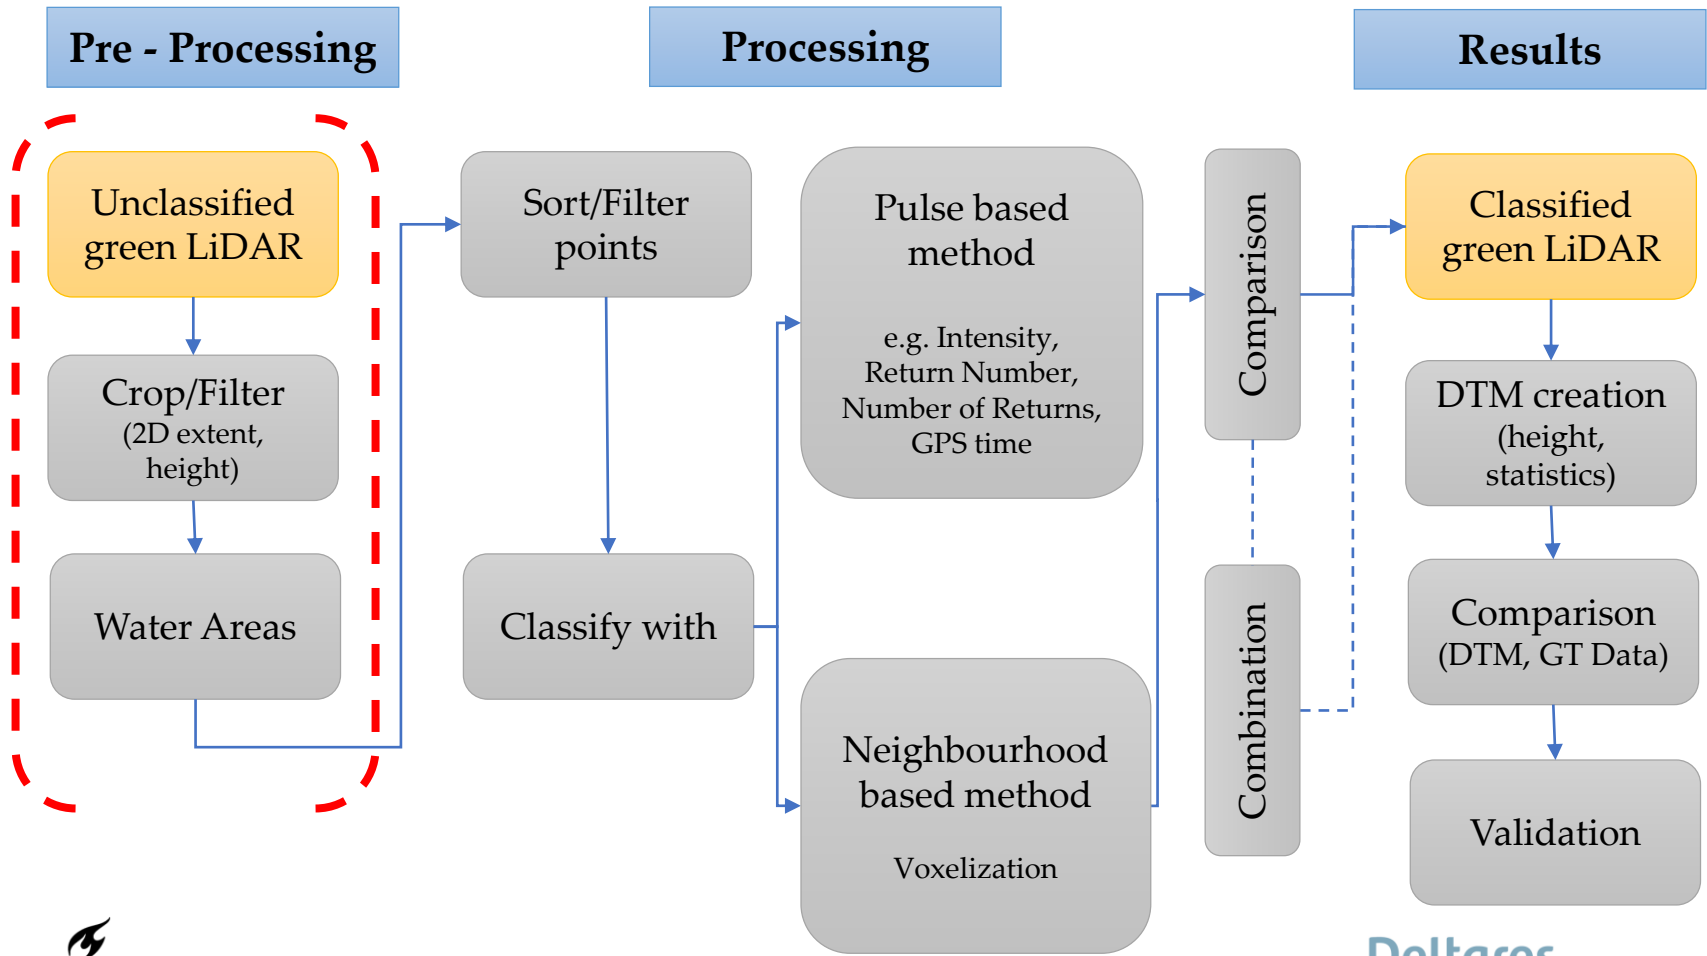 Pre - Processing
Processing
Results
Unclassified
green LiDAR
Crop/Filter
(2D extent,
height)
Water Areas
Sort/Filter
points
Classify with
Pulse based
method
e.g. Intensity,
Return Number,
Number of Returns,
GPS time
Neighbourhood
based method
Voxelization
Comparison
Combination
Classified
green LiDAR
DTM creation
(height,
statistics)
Comparison
(DTM, GT Data)
Validation
Deltares